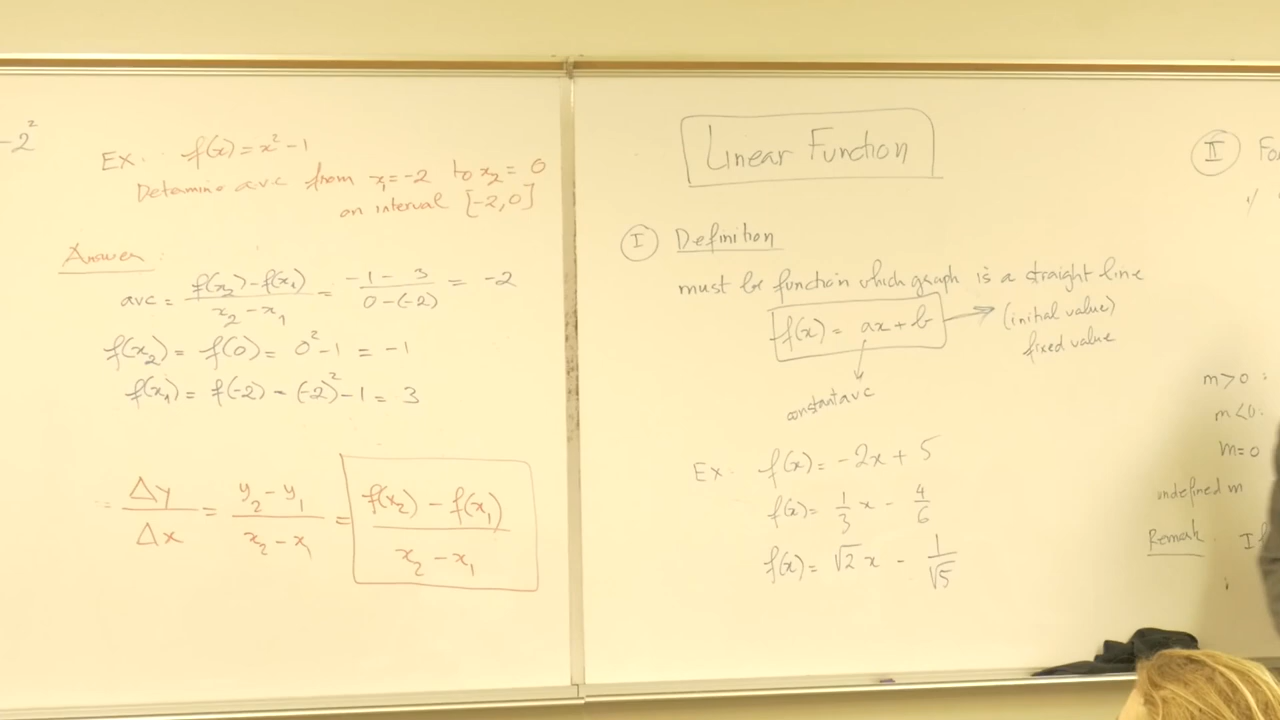 -2²
EX: f(x) = x² - 1
Determine a.v.c from x₁ = -2 to x₂ = 0
on interval [-2,0]
Answer:
avc = (f(x₂) - f(x₁))/(x₂ - x₁) = (-1 - 3)/(0 - (-2)) = -2
f(x₂) = f(0) = 0² - 1 = -1
f(x₁) = f(-2) - (-2)² - 1 = 3
= Δy/Δx = (y₂ - y₁)/(x₂ - x₁) = (f(x₂) - f(x₁))/(x₂ - x₁)
Linear Function
I Definition
must be function which graph is a straight line
f(x) = ax + b → (initial value)
fixed value
constant avc
Ex: f(x) = -2x + 5
f(x) = 1/3 x - 4/6
f(x) = √2 x - 1/√5
II Fo
1/
m>0:
m<0:
m=0
undefined m
Remark: If